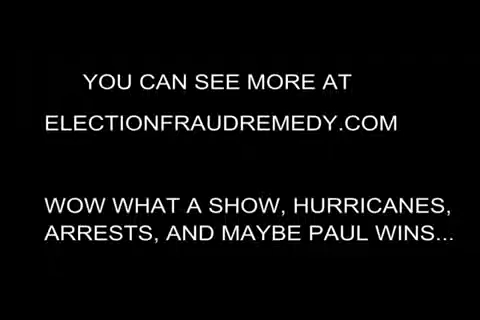 YOU CAN SEE MORE AT
ELECTIONFRAUDREMEDY.COM
WOW WHAT A SHOW, HURRICANES,
ARRESTS, AND MAYBE PAUL WINS...